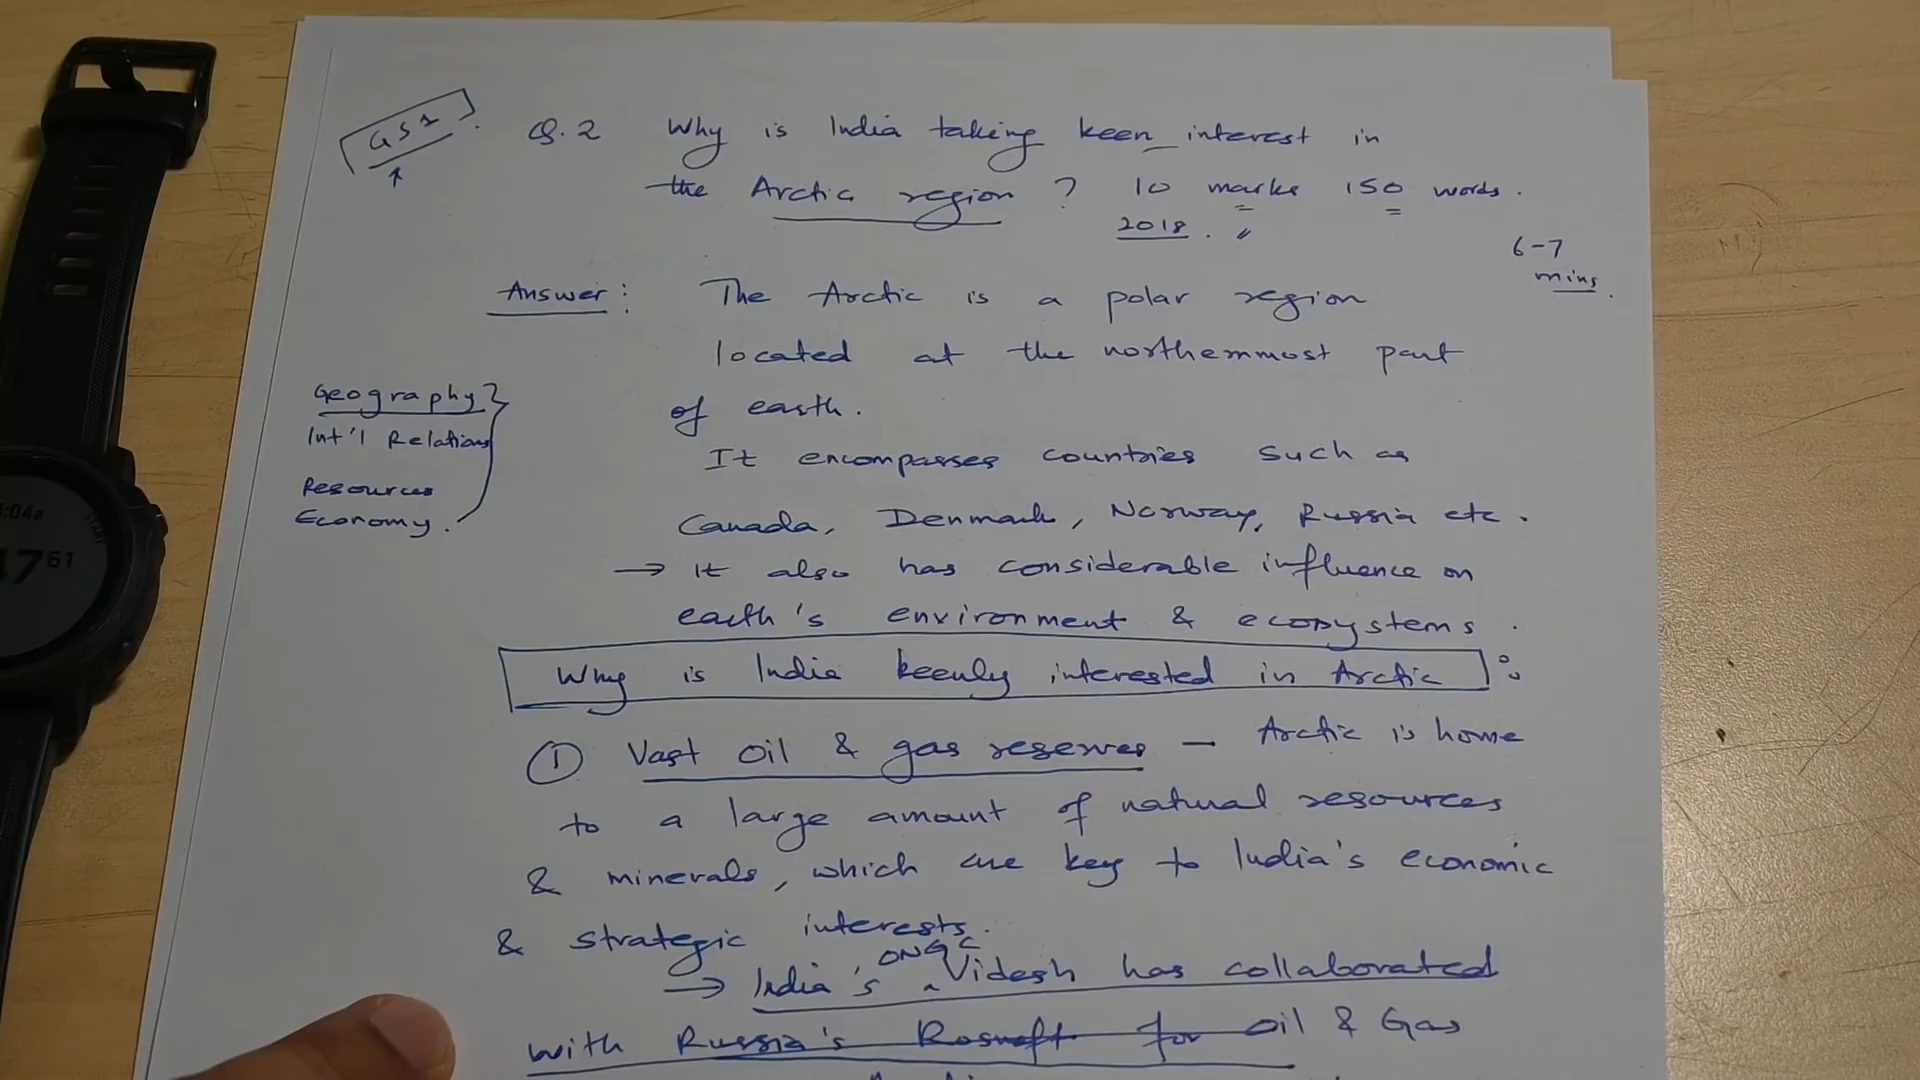 GS1
Q.2 Why is India taking keen interest in
the Arctic region ? 10 marks 150 words.
2018.
6-7
mins.
Answer: The Arctic is a polar region
located at the northernmost part
of earth.
Geography
Int'l Relations
Resources
Economy.
It encompasses countries such as
Canada, Denmark, Norway, Russia etc.
→ It also has considerable influence on
earth's environment & ecosystems.
Why is India keenly interested in Arctic :
① Vast oil & gas reserves — Arctic is home
to a large amount of natural resources
& minerals, which are key to India's economic
& strategic interests.
→ India's ONGC Videsh has collaborated
with Russia's Rosneft for oil & Gas
:04a
START
47 61